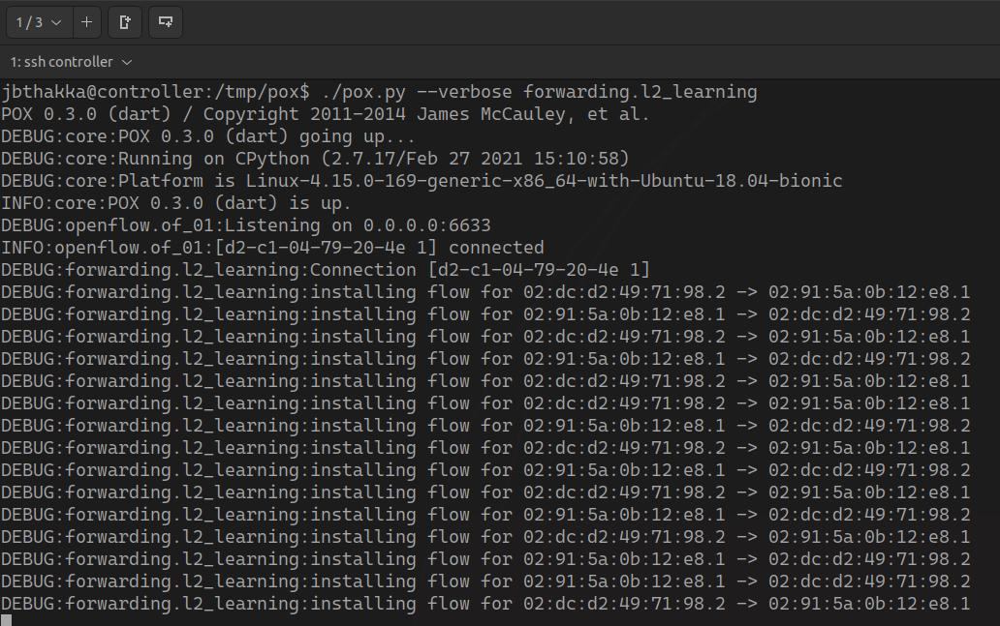 1 / 3
1: ssh controller
jbthakka@controller:/tmp/pox$ ./pox.py --verbose forwarding.l2_learning
POX 0.3.0 (dart) / Copyright 2011-2014 James McCauley, et al.
DEBUG:core:POX 0.3.0 (dart) going up...
DEBUG:core:Running on CPython (2.7.17/Feb 27 2021 15:10:58)
DEBUG:core:Platform is Linux-4.15.0-169-generic-x86_64-with-Ubuntu-18.04-bionic
INFO:core:POX 0.3.0 (dart) is up.
DEBUG:openflow.of_01:Listening on 0.0.0.0:6633
INFO:openflow.of_01:[d2-c1-04-79-20-4e 1] connected
DEBUG:forwarding.l2_learning:Connection [d2-c1-04-79-20-4e 1]
DEBUG:forwarding.l2_learning:installing flow for 02:dc:d2:49:71:98.2 -> 02:91:5a:0b:12:e8.1
DEBUG:forwarding.l2_learning:installing flow for 02:91:5a:0b:12:e8.1 -> 02:dc:d2:49:71:98.2
DEBUG:forwarding.l2_learning:installing flow for 02:dc:d2:49:71:98.2 -> 02:91:5a:0b:12:e8.1
DEBUG:forwarding.l2_learning:installing flow for 02:91:5a:0b:12:e8.1 -> 02:dc:d2:49:71:98.2
DEBUG:forwarding.l2_learning:installing flow for 02:dc:d2:49:71:98.2 -> 02:91:5a:0b:12:e8.1
DEBUG:forwarding.l2_learning:installing flow for 02:dc:d2:49:71:98.2 -> 02:91:5a:0b:12:e8.1
DEBUG:forwarding.l2_learning:installing flow for 02:91:5a:0b:12:e8.1 -> 02:dc:d2:49:71:98.2
DEBUG:forwarding.l2_learning:installing flow for 02:dc:d2:49:71:98.2 -> 02:91:5a:0b:12:e8.1
DEBUG:forwarding.l2_learning:installing flow for 02:91:5a:0b:12:e8.1 -> 02:dc:d2:49:71:98.2
DEBUG:forwarding.l2_learning:installing flow for 02:dc:d2:49:71:98.2 -> 02:91:5a:0b:12:e8.1
DEBUG:forwarding.l2_learning:installing flow for 02:91:5a:0b:12:e8.1 -> 02:dc:d2:49:71:98.2
DEBUG:forwarding.l2_learning:installing flow for 02:dc:d2:49:71:98.2 -> 02:91:5a:0b:12:e8.1
DEBUG:forwarding.l2_learning:installing flow for 02:91:5a:0b:12:e8.1 -> 02:dc:d2:49:71:98.2
DEBUG:forwarding.l2_learning:installing flow for 02:91:5a:0b:12:e8.1 -> 02:dc:d2:49:71:98.2
DEBUG:forwarding.l2_learning:installing flow for 02:dc:d2:49:71:98.2 -> 02:91:5a:0b:12:e8.1